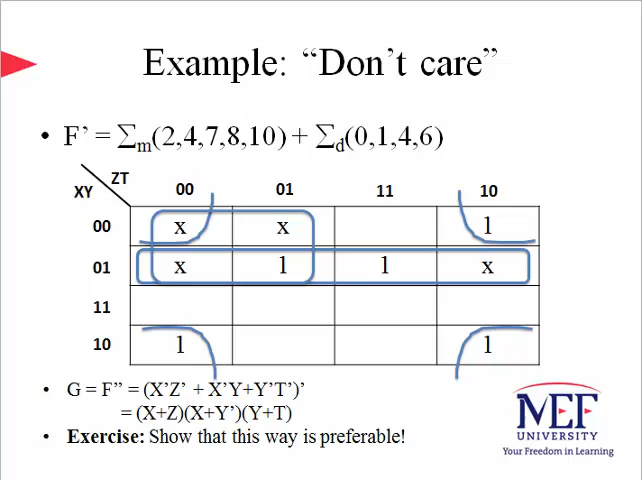 Example: “Don’t care”
• F’ = ∑m(2,4,7,8,10) + ∑d(0,1,4,6)
ZT
XY 00 01 11 10
00 x x 1
01 x 1 1 x
11
10 1 1
• G = F’’ = (X’Z’ + X’Y+Y’T’)’
= (X+Z)(X+Y’)(Y+T)
• Exercise: Show that this way is preferable!
MEF
UNIVERSITY
Your Freedom in Learning